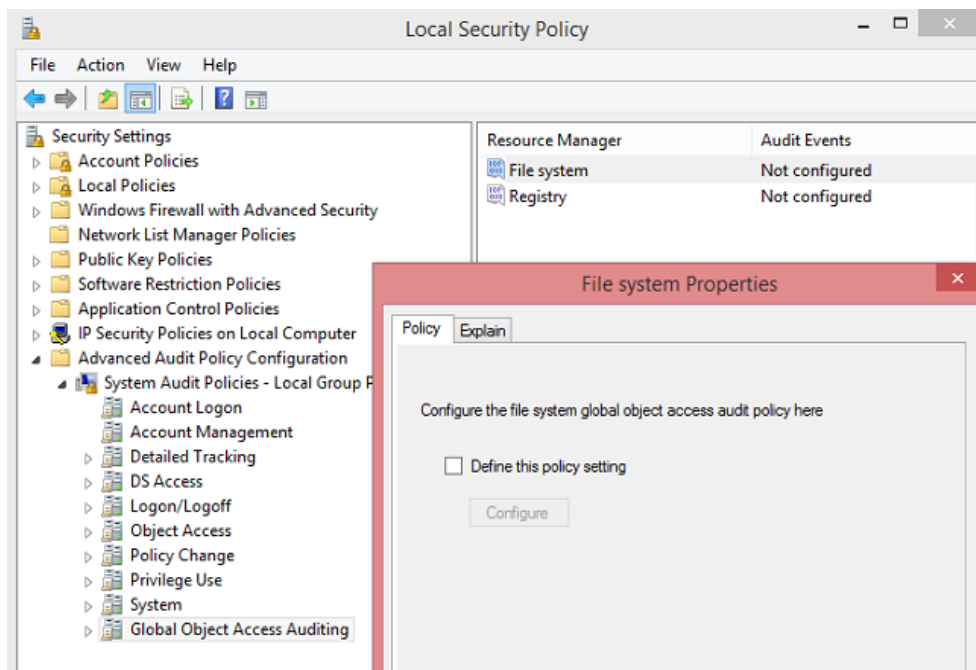 Local Security Policy
File Action View Help
Security Settings
Account Policies
Local Policies
Windows Firewall with Advanced Security
Network List Manager Policies
Public Key Policies
Software Restriction Policies
Application Control Policies
IP Security Policies on Local Computer
Advanced Audit Policy Configuration
System Audit Policies - Local Group P
Account Logon
Account Management
Detailed Tracking
DS Access
Logon/Logoff
Object Access
Policy Change
Privilege Use
System
Global Object Access Auditing
Resource Manager Audit Events
File system Not configured
Registry Not configured
File system Properties
Policy Explain
Configure the file system global object access audit policy here
Define this policy setting
Configure